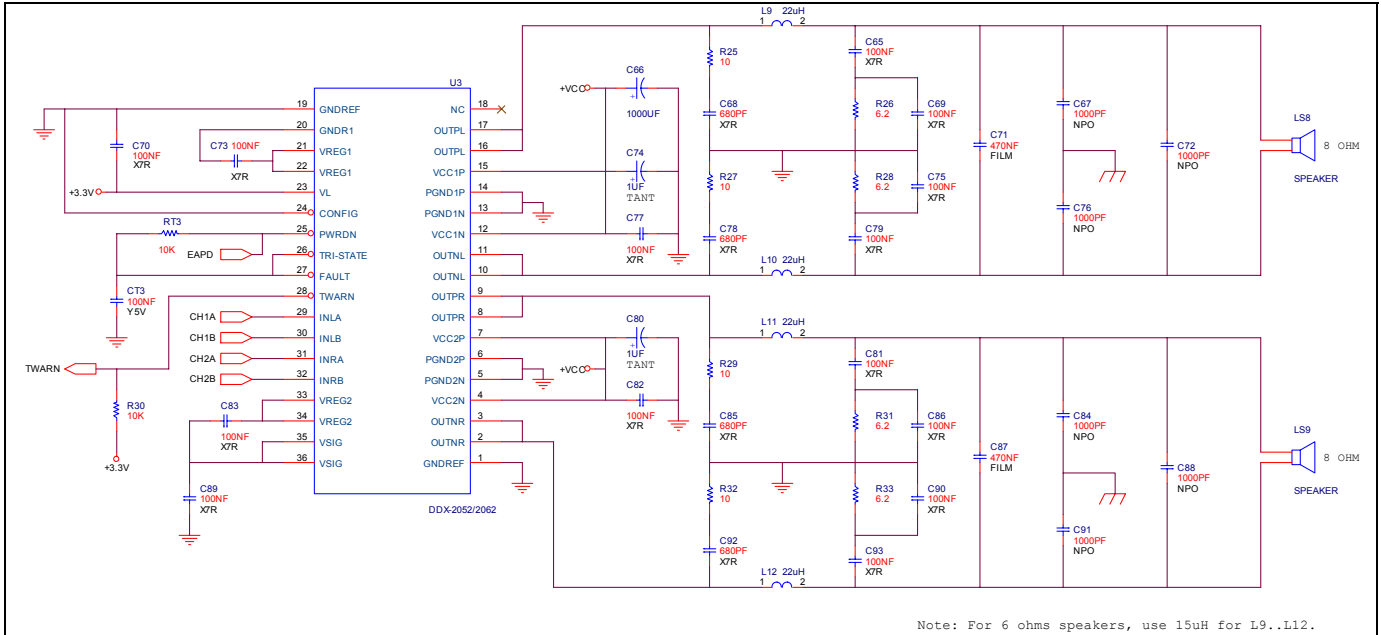 L9 22uH
1 2
U3
19 GNDREF NC 18
20 GNDR1 OUTPL 17
21 VREG1 OUTPL 16
22 VREG1 VCC1P 15
23 VL PGND1P 14
24 CONFIG PGND1N 13
25 PWRDN VCC1N 12
26 TRI-STATE OUTNL 11
27 FAULT OUTNL 10
28 TWARN OUTPR 9
29 INLA OUTPR 8
30 INLB VCC2P 7
31 INRA PGND2P 6
32 INRB PGND2N 5
33 VREG2 VCC2N 4
34 VREG2 OUTNR 3
35 VSIG OUTNR 2
36 VSIG GNDREF 1
DDX-2052/2062
C70
100NF
X7R
C73 100NF
X7R
+3.3V
RT3
10K
EAPD
CT3
100NF
Y5V
CH1A
CH1B
CH2A
CH2B
TWARN
R30
10K
+3.3V
C83
100NF
X7R
C89
100NF
X7R
+VCC
C66
+
1000UF
C74
+
1UF
TANT
C77
100NF
X7R
C80
+
1UF
TANT
+VCC
C82
100NF
X7R
R25
10
C68
680PF
X7R
R27
10
C78
680PF
X7R
C65
100NF
X7R
R26
6.2
C69
100NF
X7R
R28
6.2
C75
100NF
X7R
C79
100NF
X7R
C71
470NF
FILM
C67
1000PF
NPO
C76
1000PF
NPO
C72
1000PF
NPO
LS8
8 OHM
SPEAKER
L10 22uH
1 2
L11 22uH
1 2
R29
10
C85
680PF
X7R
R32
10
C92
680PF
X7R
C81
100NF
X7R
R31
6.2
C86
100NF
X7R
R33
6.2
C90
100NF
X7R
C93
100NF
X7R
C87
470NF
FILM
C84
1000PF
NPO
C91
1000PF
NPO
C88
1000PF
NPO
LS9
8 OHM
SPEAKER
L12 22uH
1 2
Note: For 6 ohms speakers, use 15uH for L9..L12.